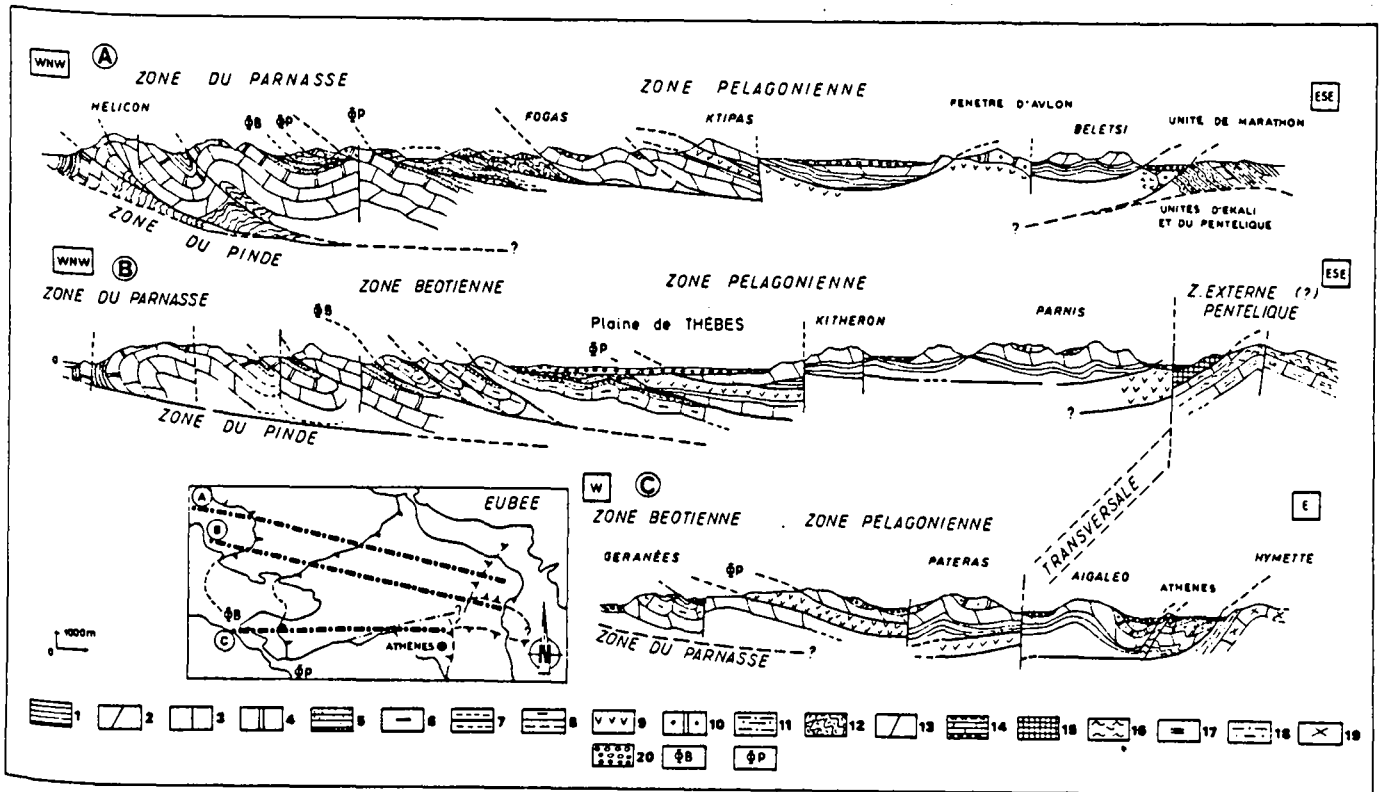 WNW A ESE
ZONE DU PARNASSE ZONE PELAGONIENNE
HELICON ΦB ΦP ΦP FOGAS KTIPAS FENETRE D'AVLON BELETSI UNITE DE MARATHON
ZONE DU PINDE ? ? UNITÉS D'EKALI
ET DU PENTELIQUE
WNW B ESE
ZONE DU PARNASSE ZONE BEOTIENNE ZONE PELAGONIENNE Z. EXTERNE (?)
PENTELIQUE
ΦB Plaine de THEBES ΦP KITHERON PARNIS
0
ZONE DU PINDE ?
TRANSVERSALE
W C E
ZONE BEOTIENNE . ZONE PELAGONIENNE
GERANÉES ΦP PATERAS AIGALEO ATHENES HYMETTE
ZONE DU PARNASSE ?
A EUBEE
B
ΦB ?
C ATHENES N
ΦP
1000m
0
1 2 3 4 5 6 7 8 9 10 11 12 13 14 15 16 17 18 19
20 ΦB ΦP